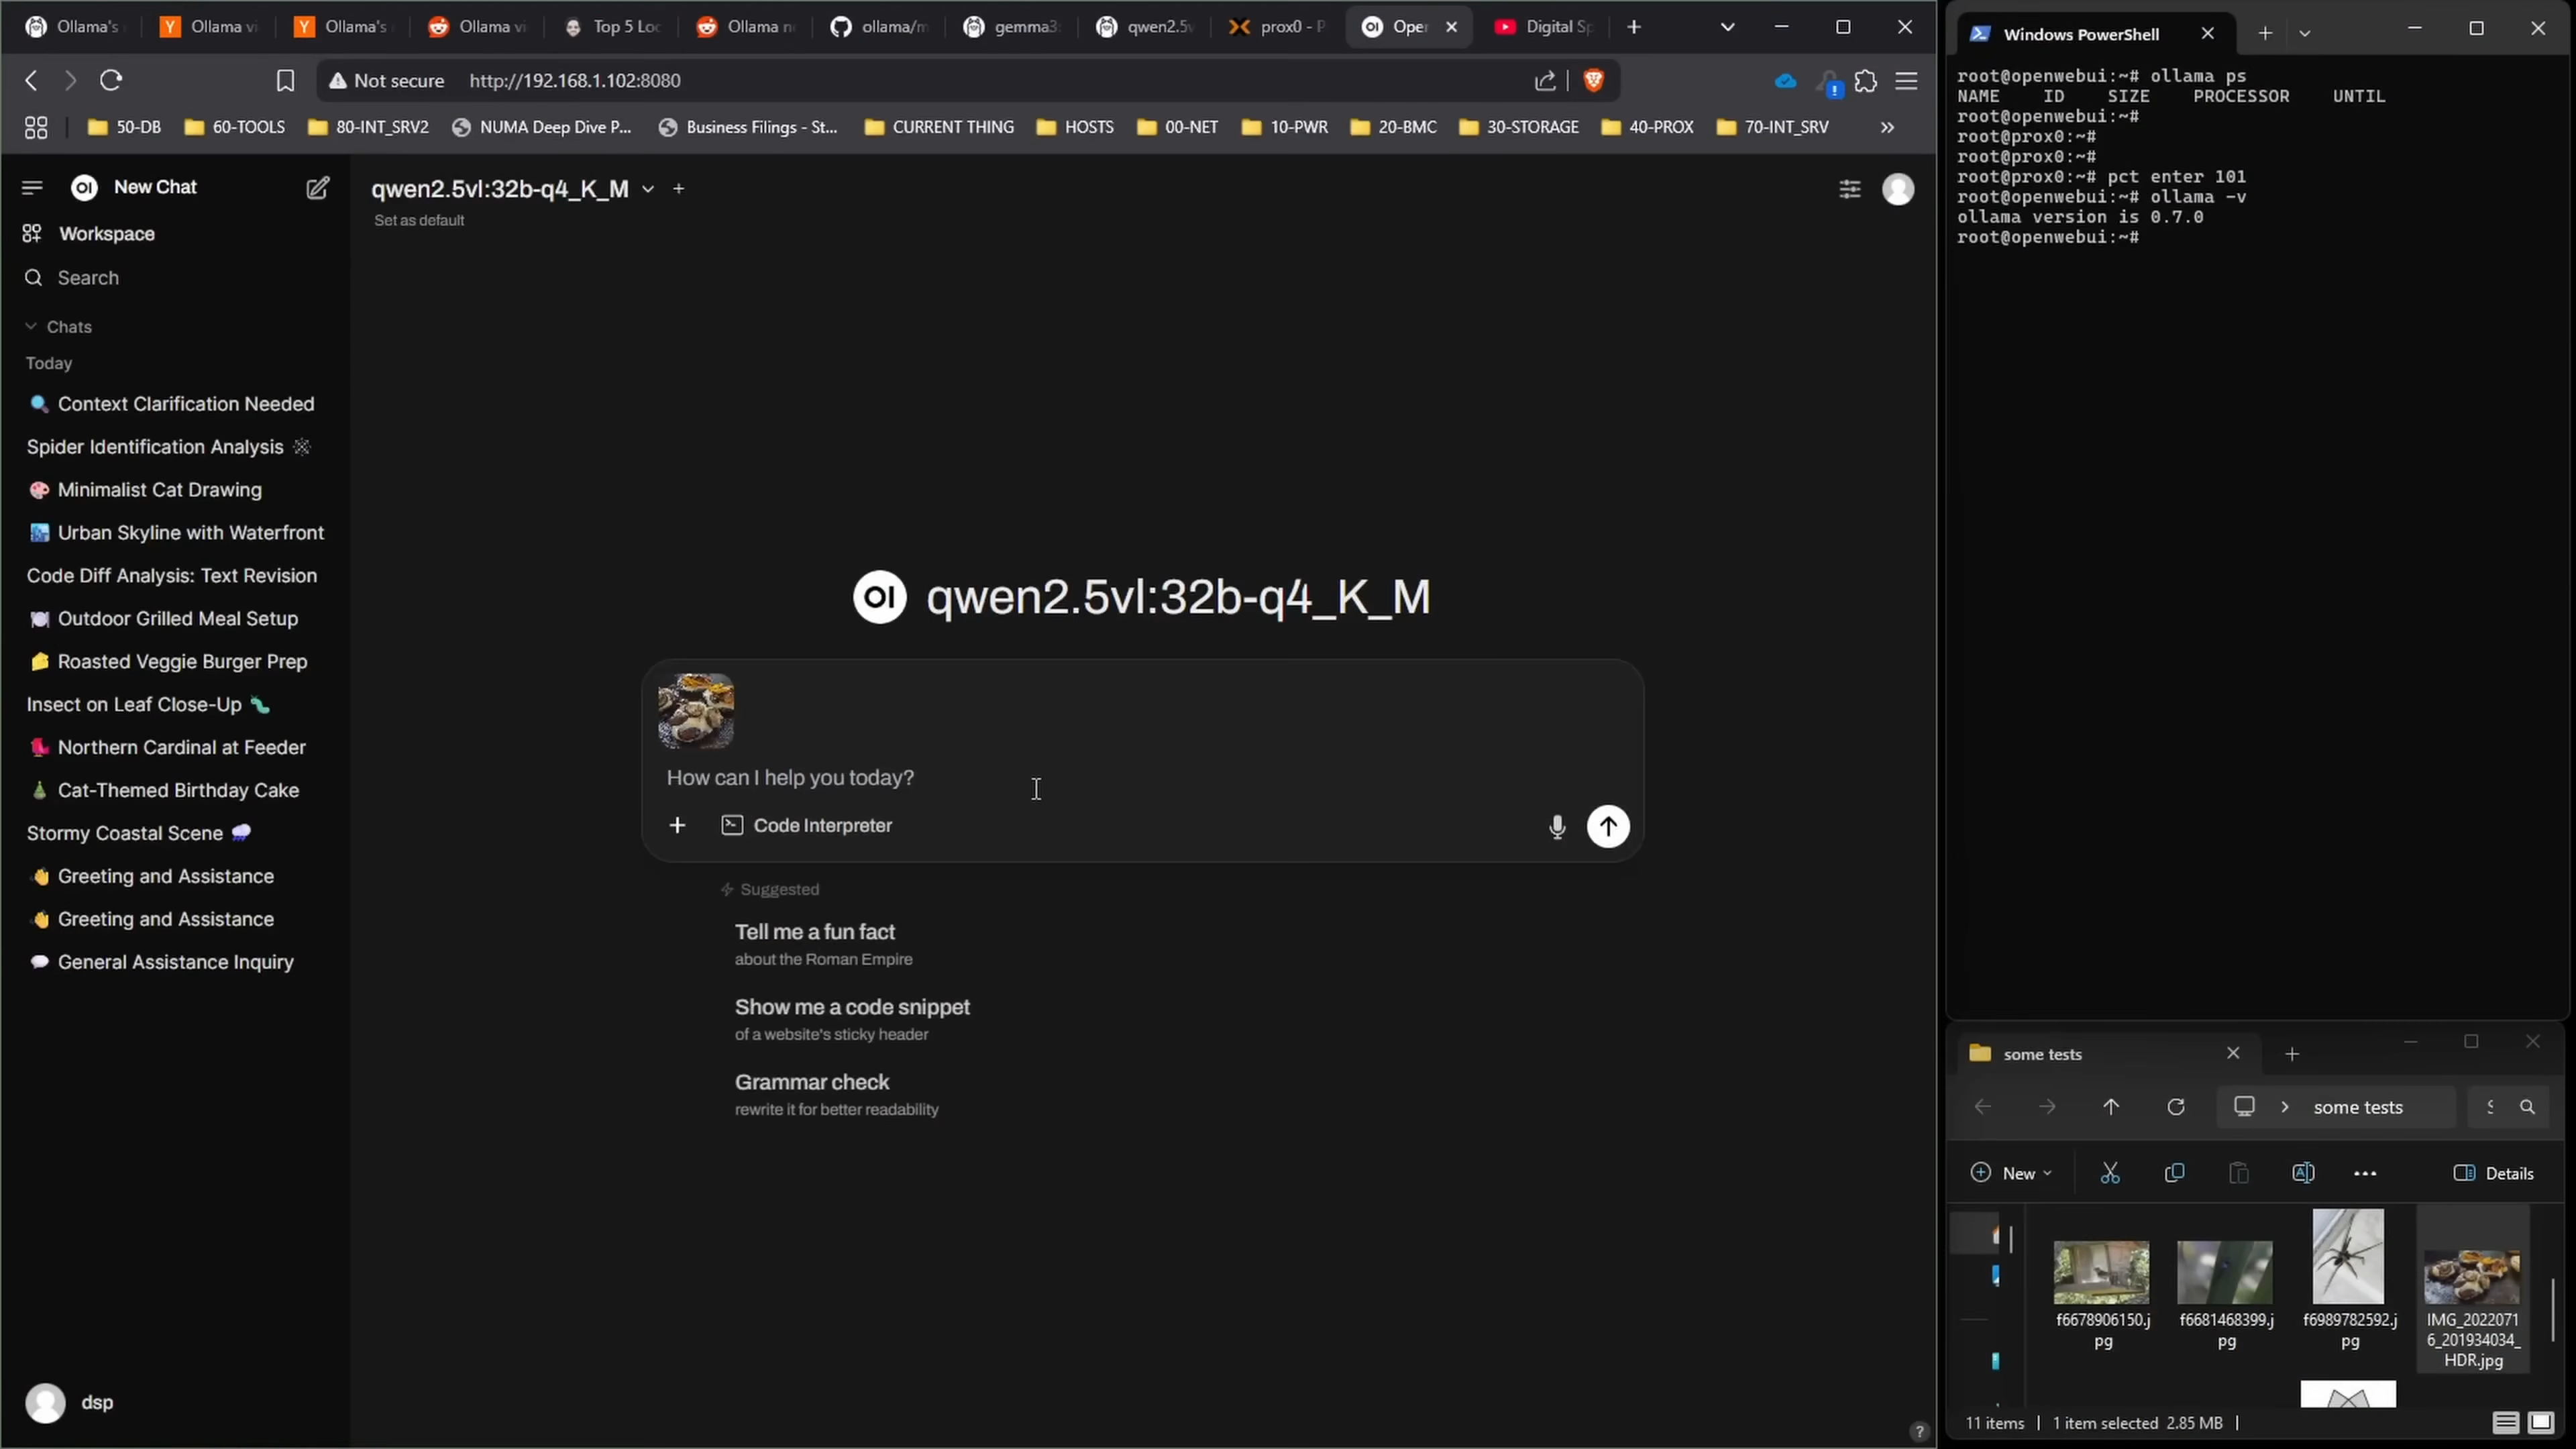 Ollama's
Ollama vi
Ollama's
Ollama vi
Top 5 Loc
Ollama n
ollama/m
gemma3:
qwen2.5v
prox0 - P
Ope
Digital Sp
Not secure
http://192.168.1.102:8080
50-DB
60-TOOLS
80-INT_SRV2
NUMA Deep Dive P...
Business Filings - St...
CURRENT THING
HOSTS
00-NET
10-PWR
20-BMC
30-STORAGE
40-PROX
70-INT_SRV
OI New Chat
Workspace
Search
Chats
Today
Context Clarification Needed
Spider Identification Analysis
Minimalist Cat Drawing
Urban Skyline with Waterfront
Code Diff Analysis: Text Revision
Outdoor Grilled Meal Setup
Roasted Veggie Burger Prep
Insect on Leaf Close-Up
Northern Cardinal at Feeder
Cat-Themed Birthday Cake
Stormy Coastal Scene
Greeting and Assistance
Greeting and Assistance
General Assistance Inquiry
dsp
qwen2.5vl:32b-q4_K_M
Set as default
OI qwen2.5vl:32b-q4_K_M
How can I help you today?
Code Interpreter
Suggested
Tell me a fun fact
about the Roman Empire
Show me a code snippet
of a website's sticky header
Grammar check
rewrite it for better readability
?
Windows PowerShell
root@openwebui:~# ollama ps
NAME ID SIZE PROCESSOR UNTIL
root@openwebui:~#
root@prox0:~#
root@prox0:~#
root@prox0:~# pct enter 101
root@openwebui:~# ollama -v
ollama version is 0.7.0
root@openwebui:~#
some tests
some tests
New
Details
f6678906150.j
pg
f6681468399.j
pg
f6989782592.j
pg
IMG_2022071
6_201934034_
HDR.jpg
11 items
1 item selected 2.85 MB